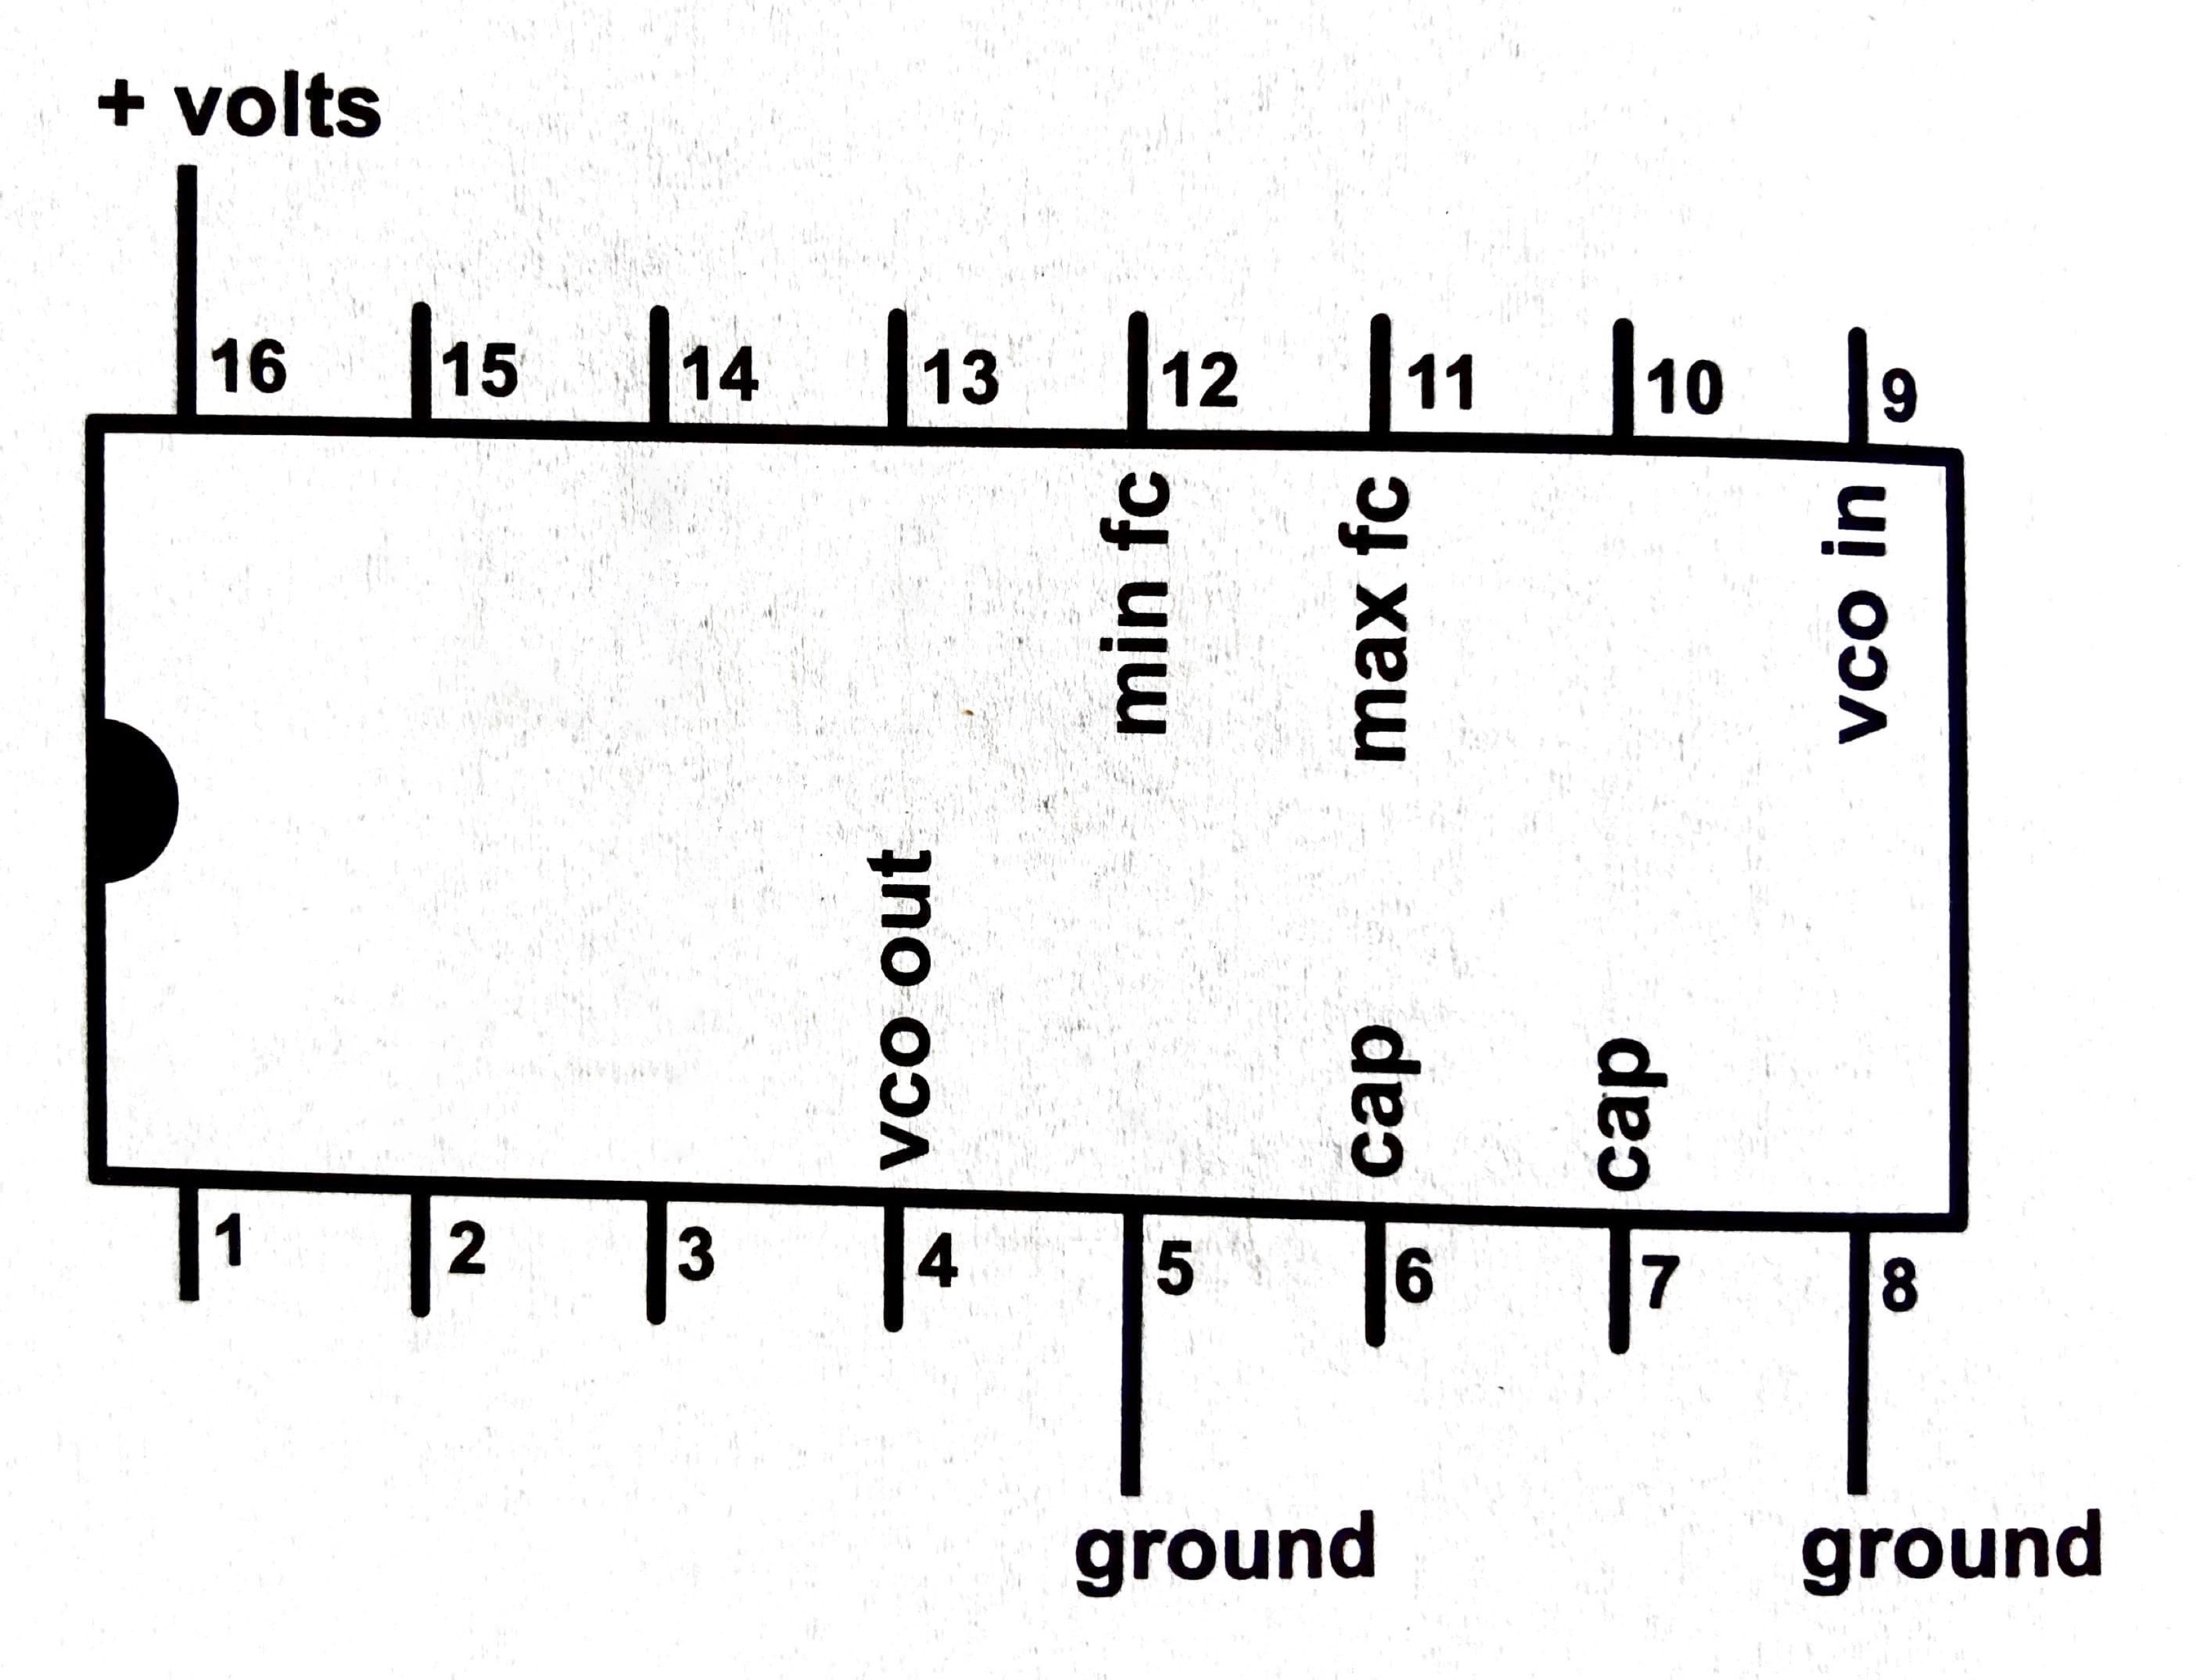 + volts
16 15 14 13 12 11 10 9
min fc
max fc
vco in
vco out
cap
cap
1 2 3 4 5 6 7 8
ground
ground